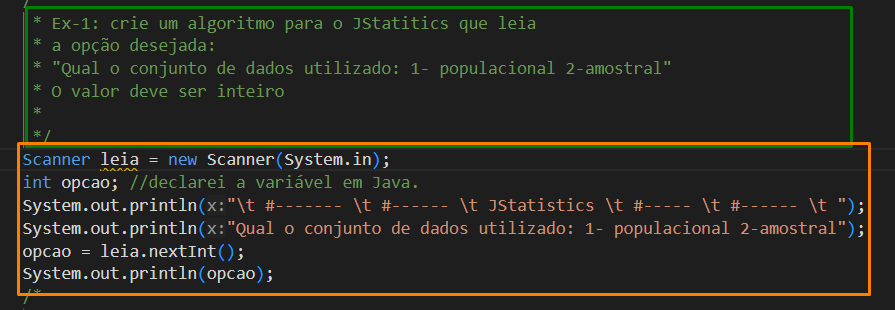 /
* Ex-1: crie um algoritmo para o JStatitics que leia
* a opção desejada:
* "Qual o conjunto de dados utilizado: 1- populacional 2-amostral"
* O valor deve ser inteiro
*
*/
Scanner leia = new Scanner(System.in);
int opcao; //declarei a variável em Java.
System.out.println(x:"\t #------- \t #------ \t JStatistics \t #----- \t #------ \t ");
System.out.println(x:"Qual o conjunto de dados utilizado: 1- populacional 2-amostral");
opcao = leia.nextInt();
System.out.println(opcao);
/*